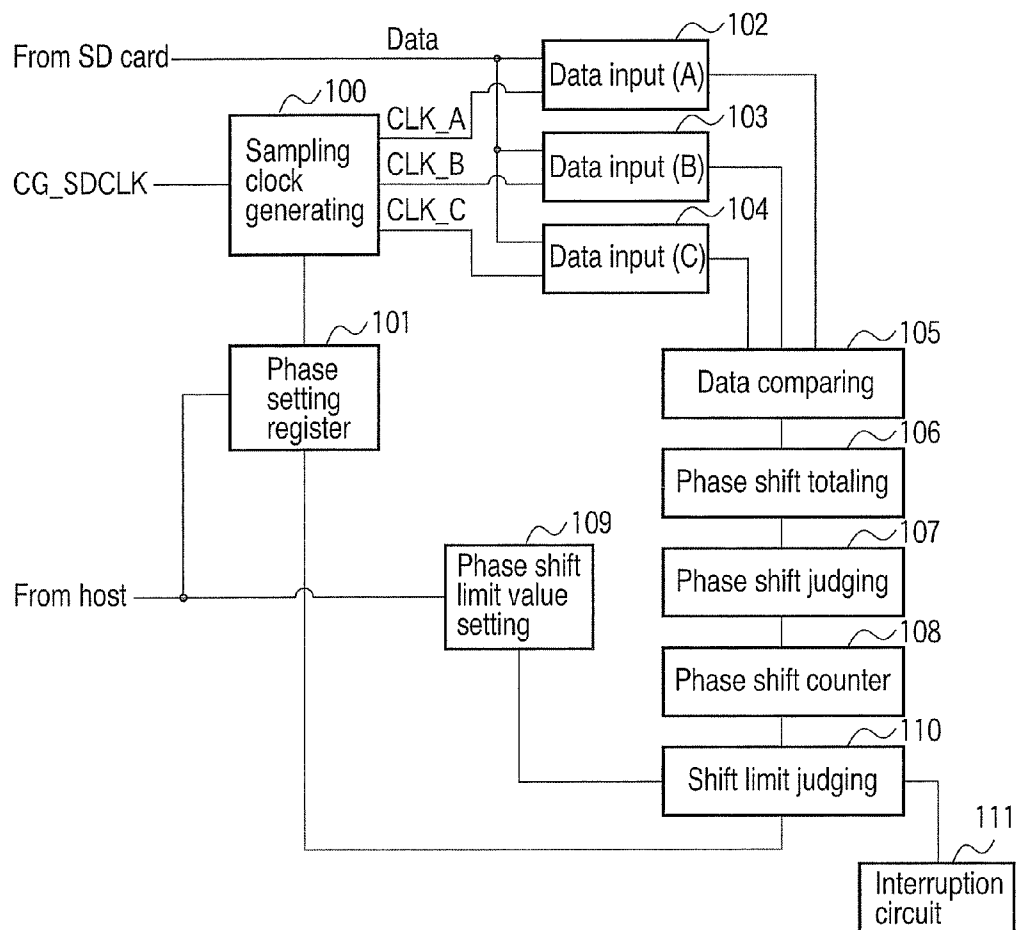 102
From SD card
Data
Data input (A)
100
CLK_A
103
Sampling
clock
generating
CLK_B
Data input (B)
CG_SDCLK
CLK_C
104
Data input (C)
101
105
Phase
setting
register
Data comparing
106
Phase shift totaling
109
107
From host
Phase shift
limit value
setting
Phase shift judging
108
Phase shift counter
110
Shift limit judging
111
Interruption
circuit